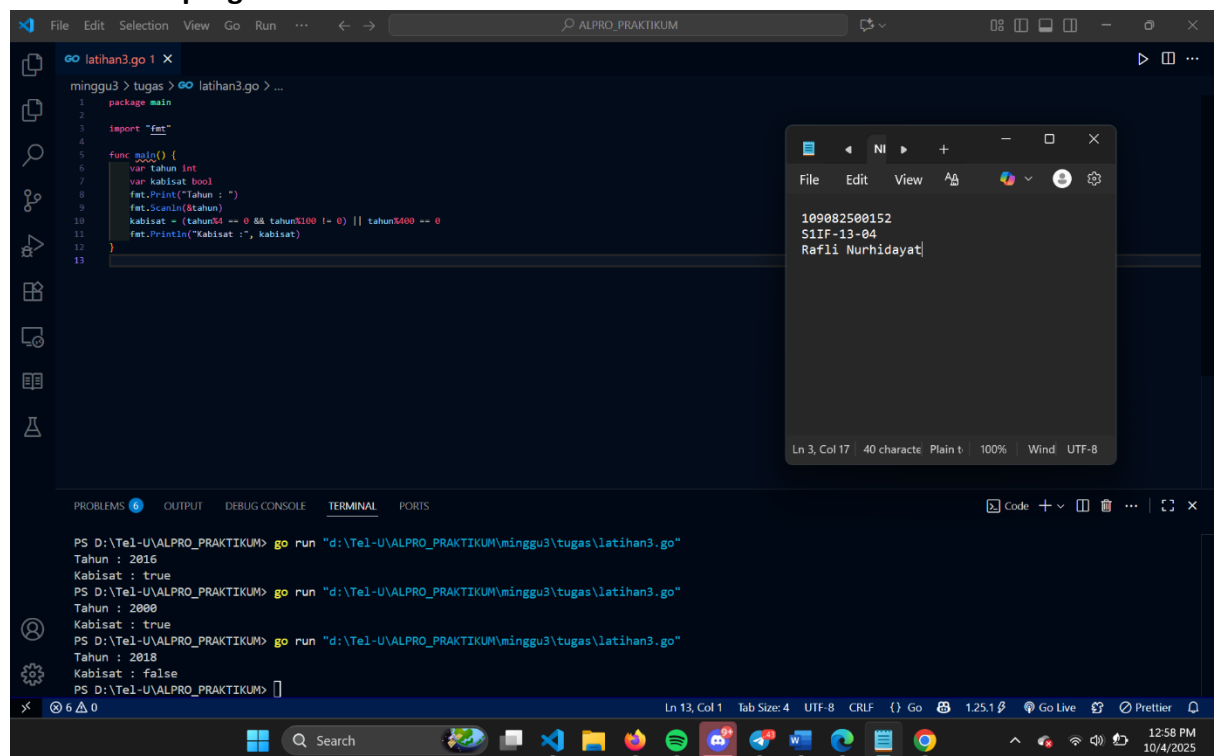 File Edit Selection View Go Run ··· ← → ALPRO_PRAKTIKUM
GO latihan3.go 1 ×
minggu3 > tugas > GO latihan3.go > ...
1 package main
2
3 import "fmt"
4
5 func main() {
6 var tahun int
7 var kabisat bool
8 fmt.Print("Tahun : ")
9 fmt.Scanln(&tahun)
10 kabisat = (tahun%4 == 0 && tahun%100 != 0) || tahun%400 == 0
11 fmt.Println("Kabisat :", kabisat)
12 }
13
NI +
File Edit View
109082500152
S1IF-13-04
Rafli Nurhidayat
Ln 3, Col 17 40 characte Plain t 100% Wind UTF-8
PROBLEMS 6 OUTPUT DEBUG CONSOLE TERMINAL PORTS Code
PS D:\Tel-U\ALPRO_PRAKTIKUM> go run "d:\Tel-U\ALPRO_PRAKTIKUM\minggu3\tugas\latihan3.go"
Tahun : 2016
Kabisat : true
PS D:\Tel-U\ALPRO_PRAKTIKUM> go run "d:\Tel-U\ALPRO_PRAKTIKUM\minggu3\tugas\latihan3.go"
Tahun : 2000
Kabisat : true
PS D:\Tel-U\ALPRO_PRAKTIKUM> go run "d:\Tel-U\ALPRO_PRAKTIKUM\minggu3\tugas\latihan3.go"
Tahun : 2018
Kabisat : false
PS D:\Tel-U\ALPRO_PRAKTIKUM>
6 0 Ln 13, Col 1 Tab Size: 4 UTF-8 CRLF {} Go 1.25.1 Go Live Prettier
Search
12:58 PM
10/4/2025